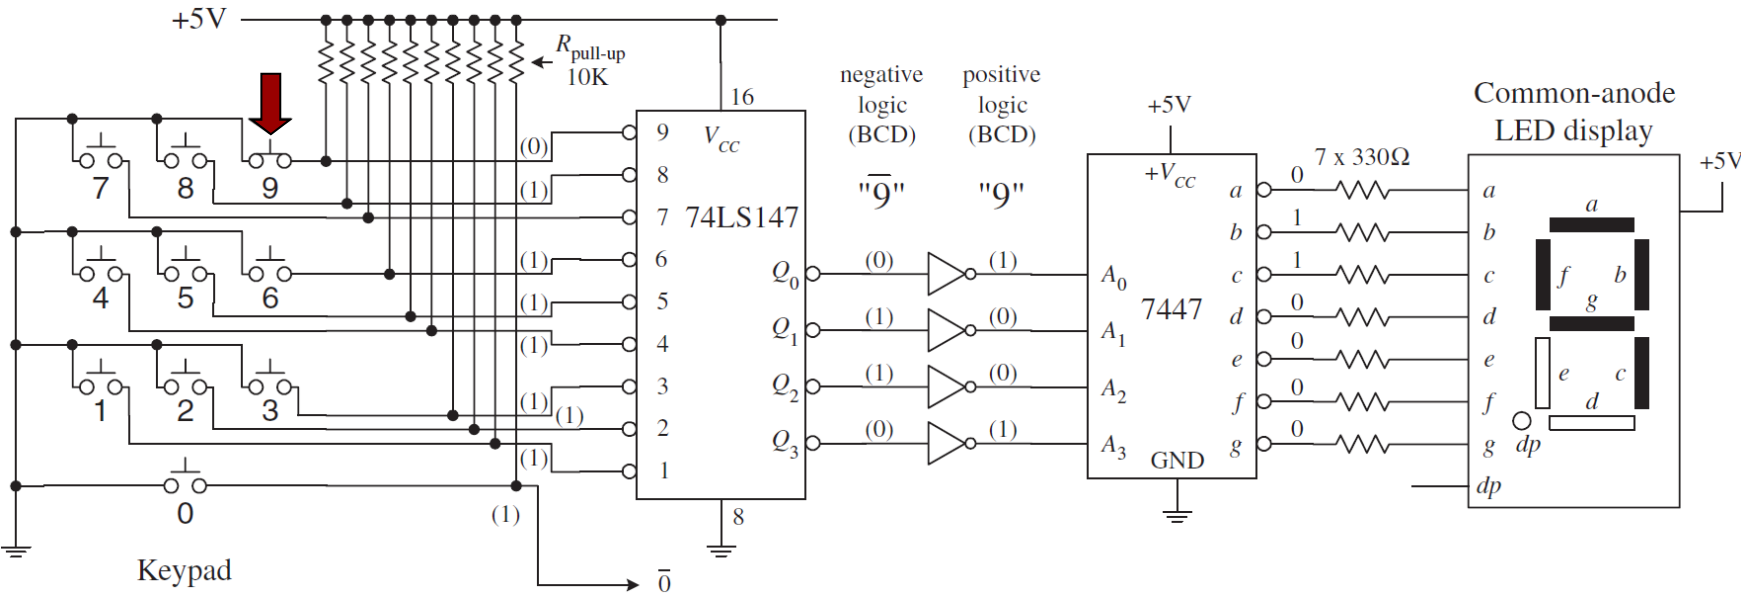 +5V
R pull-up
10K
negative
logic
(BCD)
"9̅"
positive
logic
(BCD)
"9"
+5V
Common-anode
LED display
+5V
16
V_CC
74LS147
9
8
7
6
5
4
3
2
1
8
(0)
(1)
(1)
(1)
(1)
(1)
(1)
(1)
(1)
7
8
9
4
5
6
1
2
3
0
Keypad
0̅
Q0
Q1
Q2
Q3
(0)
(1)
(1)
(0)
(1)
(0)
(0)
(1)
+V_CC
7447
A0
A1
A2
A3
GND
a
b
c
d
e
f
g
0
1
1
0
0
0
0
7 x 330Ω
a
b
c
d
e
f
g
dp
a
f
b
g
e
c
d
dp